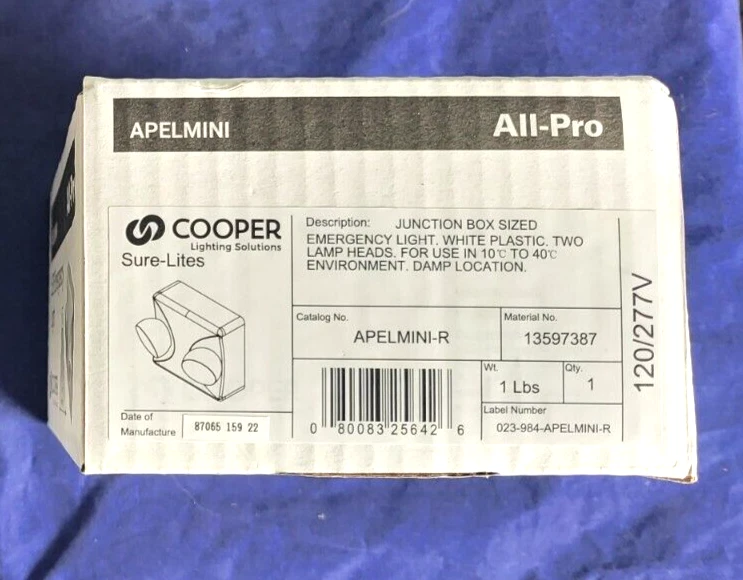 APELMINI
All-Pro
COOPER
Lighting Solutions
Sure-Lites
Description: JUNCTION BOX SIZED
EMERGENCY LIGHT. WHITE PLASTIC. TWO
LAMP HEADS. FOR USE IN 10℃ TO 40℃
ENVIRONMENT. DAMP LOCATION.
Catalog No.
APELMINI-R
Material No.
13597387
Wt.
1 Lbs
Qty.
1
Label Number
023-984-APELMINI-R
120/277V
Date of
Manufacture
87065 159 22
0 80083 25642 6